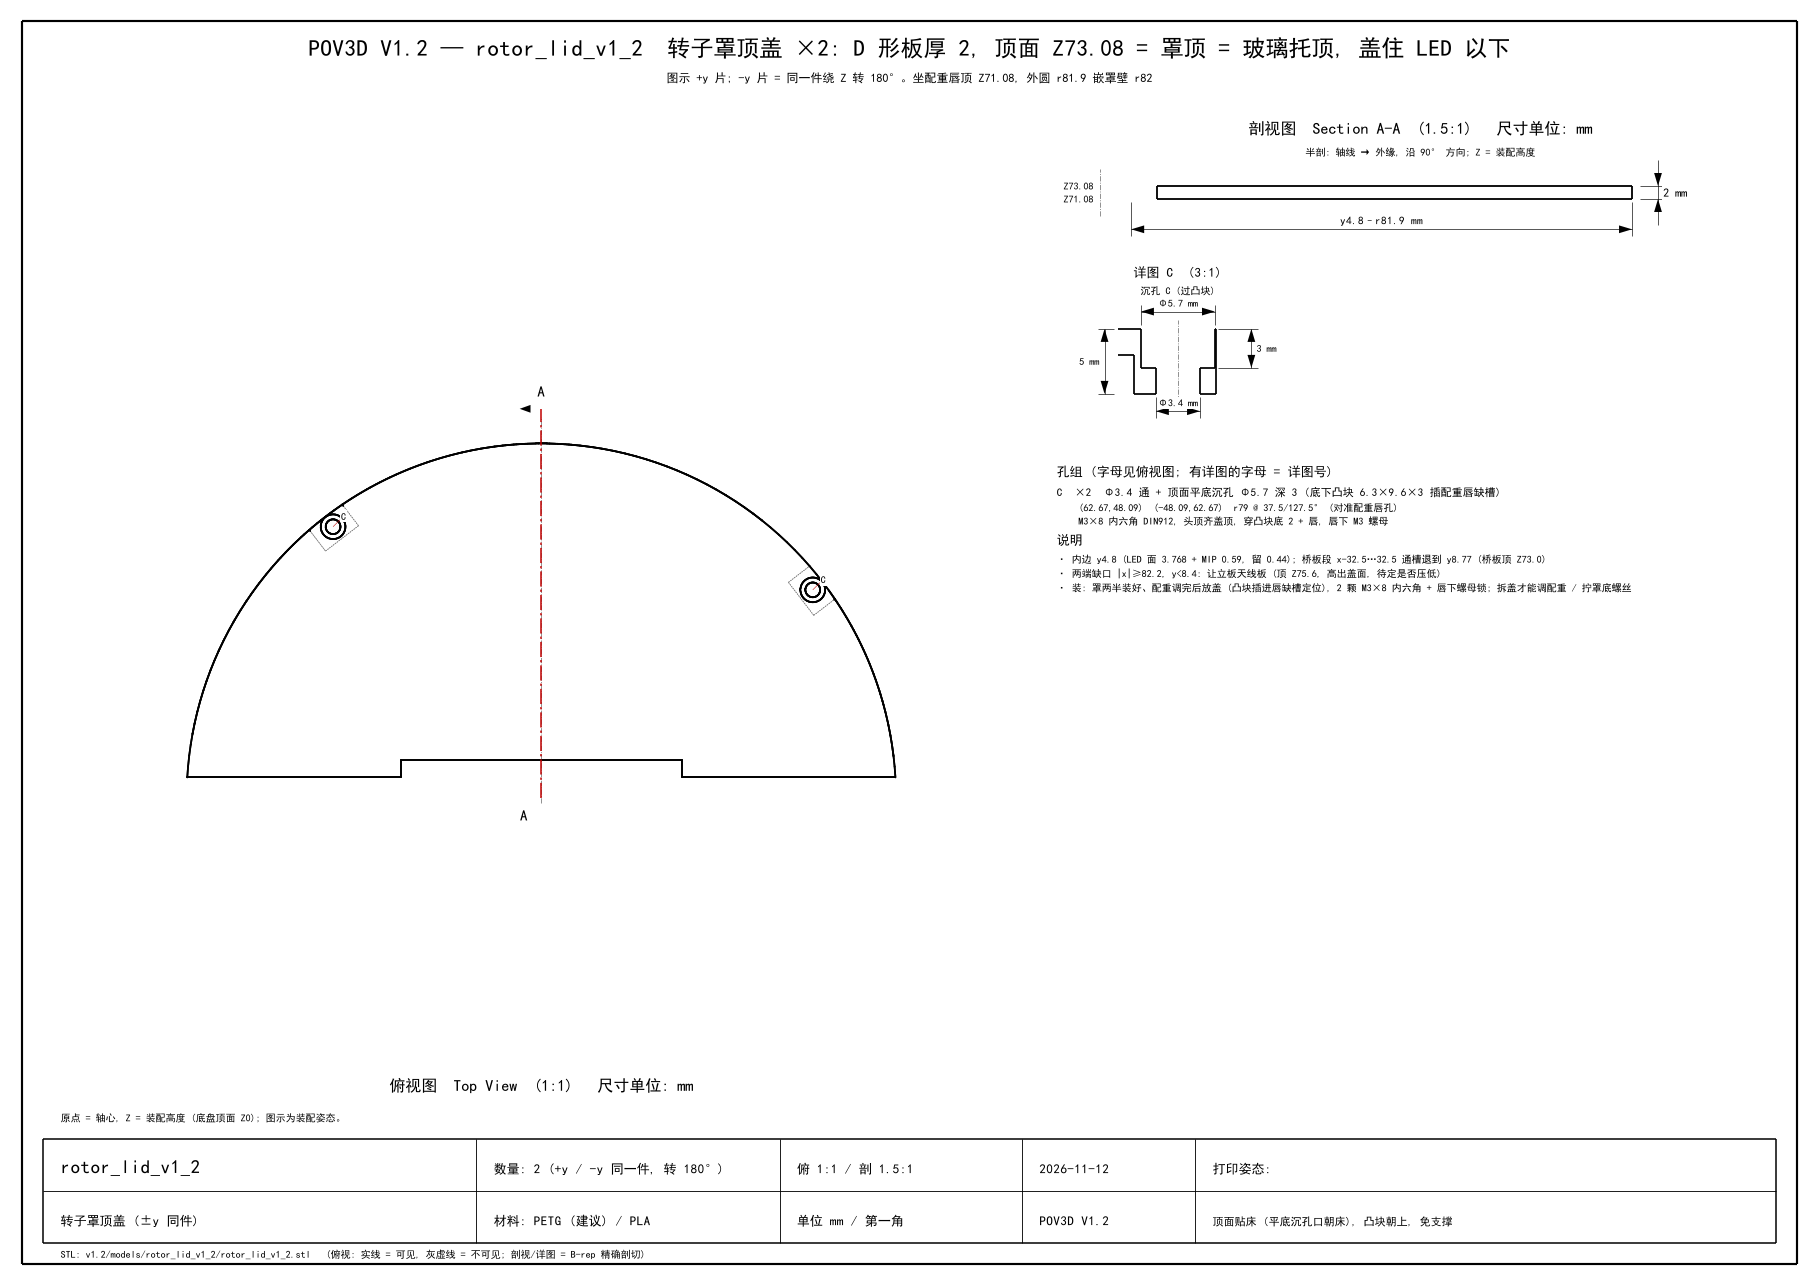 POV3D V1.2 — rotor_lid_v1_2  转子罩顶盖 ×2: D 形板厚 2, 顶面 Z73.08 = 罩顶 = 玻璃托顶, 盖住 LED 以下
图示 +y 片; -y 片 = 同一件绕 Z 转 180°。坐配重唇顶 Z71.08, 外圆 r81.9 嵌罩壁 r82
剖视图  Section A-A  (1.5:1)  尺寸单位: mm
半剖: 轴线 → 外缘, 沿 90° 方向; Z = 装配高度
Z73.08
Z71.08
2 mm
y4.8–r81.9 mm
详图 C  (3:1)
沉孔 C (过凸块)
Φ5.7 mm
5 mm
3 mm
Φ3.4 mm
A
C
C
A
孔组 (字母见俯视图; 有详图的字母 = 详图号)
C  ×2  Φ3.4 通 + 顶面平底沉孔 Φ5.7 深 3 (底下凸块 6.3×9.6×3 插配重唇缺槽)
(62.67,48.09) (-48.09,62.67)  r79 @ 37.5/127.5° (对准配重唇孔)
M3×8 内六角 DIN912, 头顶齐盖顶, 穿凸块底 2 + 唇, 唇下 M3 螺母
说明
· 内边 y4.8 (LED 面 3.768 + MIP 0.59, 留 0.44); 桥板段 x-32.5…32.5 通槽退到 y8.77 (桥板顶 Z73.0)
· 两端缺口 |x|≥82.2, y<8.4: 让立板天线板 (顶 Z75.6, 高出盖面, 待定是否压低)
· 装: 罩两半装好、配重调完后放盖 (凸块插进唇缺槽定位), 2 颗 M3×8 内六角 + 唇下螺母锁; 拆盖才能调配重 / 拧罩底螺丝
俯视图  Top View  (1:1)  尺寸单位: mm
原点 = 轴心, Z = 装配高度 (底盘顶面 Z0); 图示为装配姿态。
rotor_lid_v1_2
数量: 2 (+y / -y 同一件, 转 180°)
俯 1:1 / 剖 1.5:1
2026-11-12
打印姿态:
转子罩顶盖 (±y 同件)
材料: PETG (建议) / PLA
单位 mm / 第一角
POV3D V1.2
顶面贴床 (平底沉孔口朝床), 凸块朝上, 免支撑
STL: v1.2/models/rotor_lid_v1_2/rotor_lid_v1_2.stl  (俯视: 实线 = 可见, 灰虚线 = 不可见; 剖视/详图 = B-rep 精确剖切)